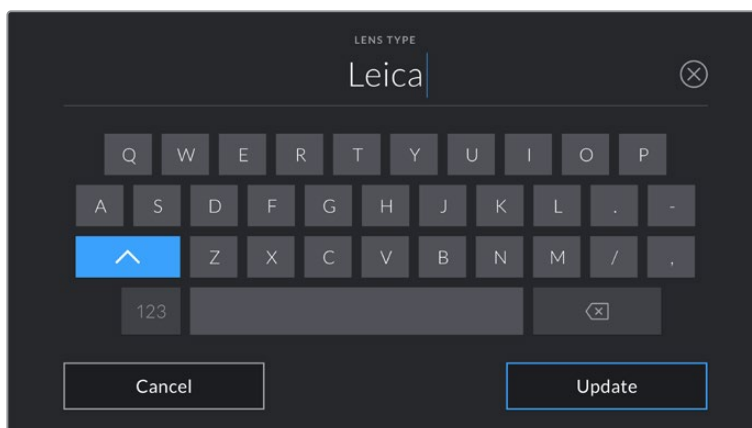 LENS TYPE
Leica
Q W E R T Y U I O P
A S D F G H J K L . -
Z X C V B N M / ,
123
Cancel Update